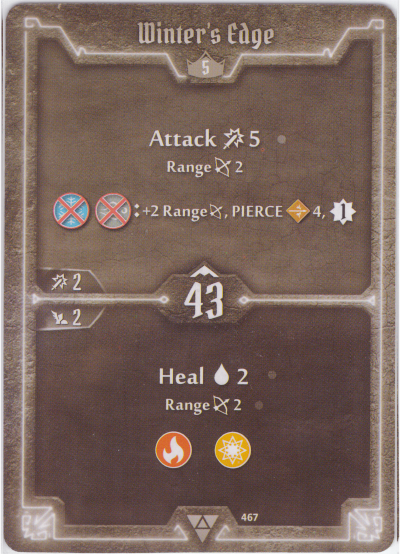 Winter's Edge
5
Attack 5
Range 2
: +2 Range, PIERCE 4, 1
2
43
2
Heal 2
Range 2
467